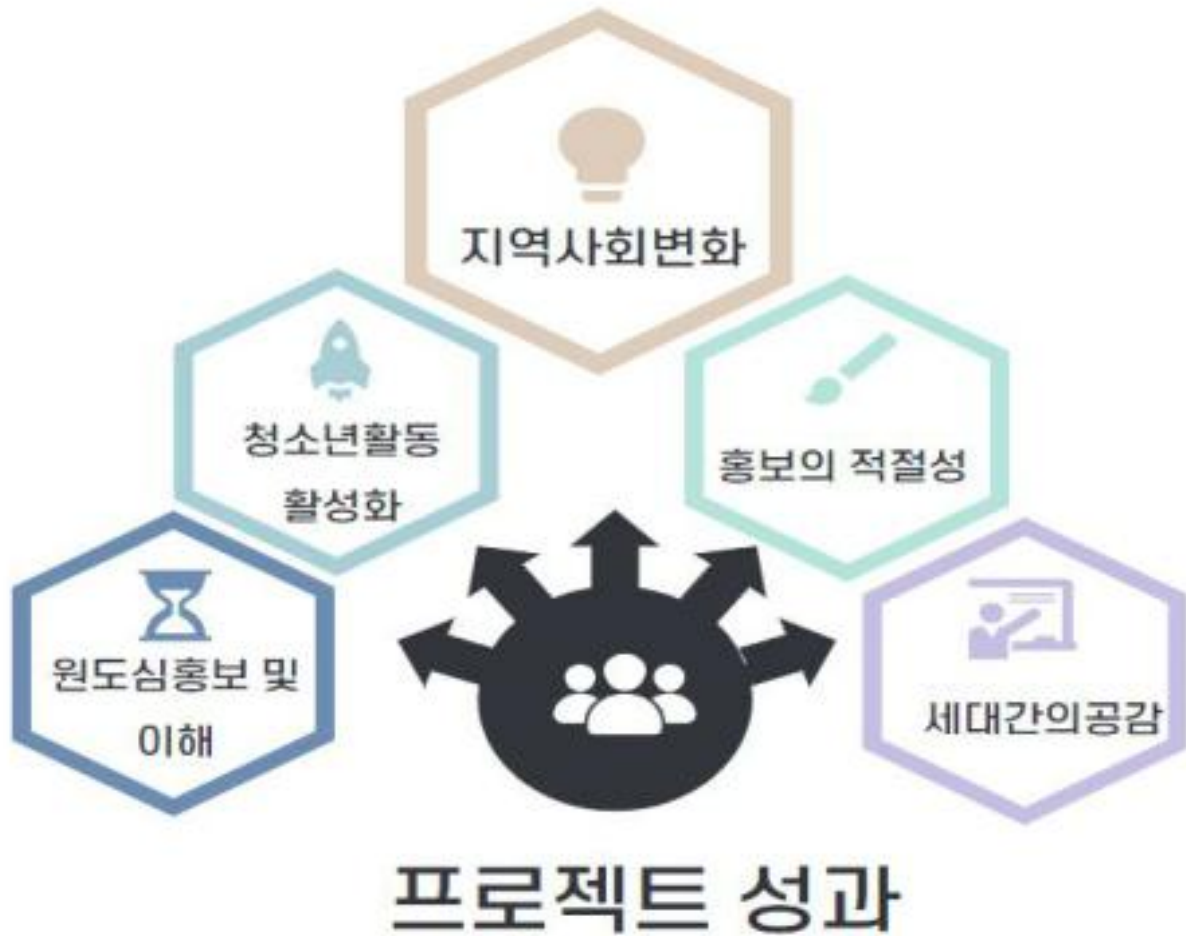 지역사회변화
청소년활동
활성화
홍보의 적절성
원도심홍보 및
이해
세대간의공감
프로젝트 성과